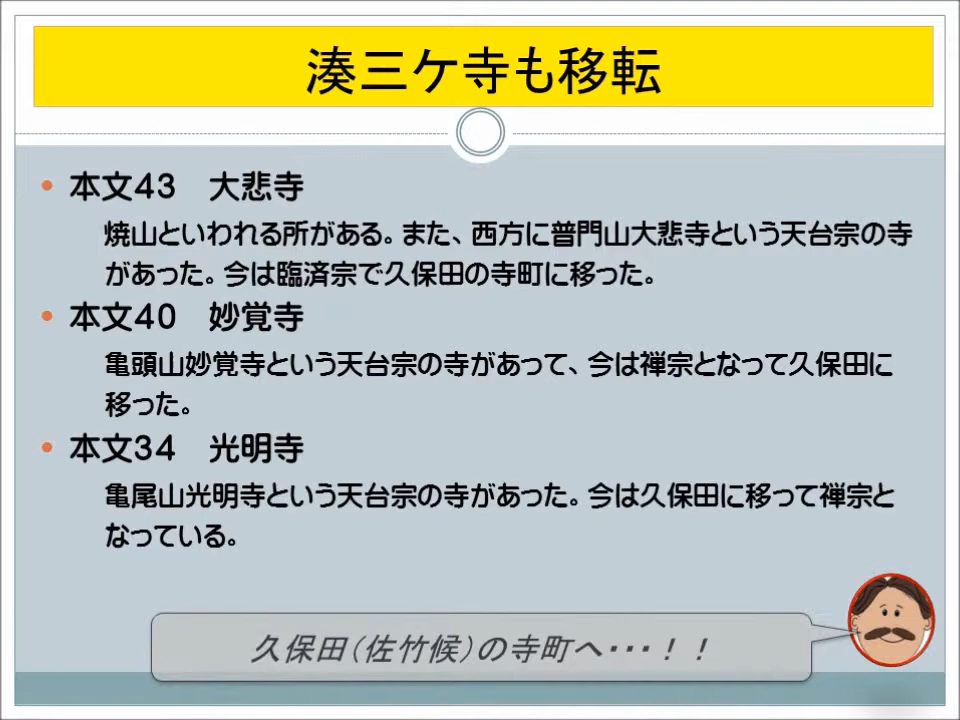 湊三ケ寺も移転
• 本文43　大悲寺
焼山といわれる所がある。また、西方に普門山大悲寺という天台宗の寺
があった。今は臨済宗で久保田の寺町に移った。
• 本文40　妙覚寺
亀頭山妙覚寺という天台宗の寺があって、今は禅宗となって久保田に
移った。
• 本文34　光明寺
亀尾山光明寺という天台宗の寺があった。今は久保田に移って禅宗と
なっている。
久保田（佐竹候）の寺町へ・・・！！